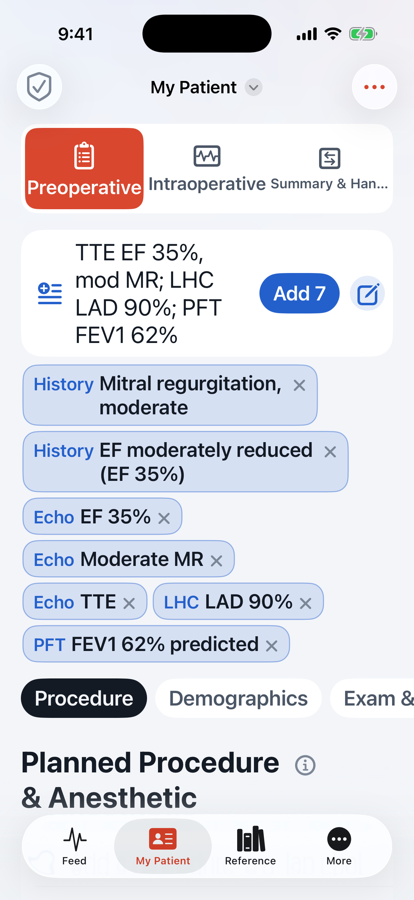 9:41
My Patient
Preoperative
Intraoperative
Summary & Han...
TTE EF 35%,
mod MR; LHC
LAD 90%; PFT
FEV1 62%
Add 7
History Mitral regurgitation,
moderate
History EF moderately reduced
(EF 35%)
Echo EF 35%
Echo Moderate MR
Echo TTE
LHC LAD 90%
PFT FEV1 62% predicted
Procedure
Demographics
Exam &
Planned Procedure
& Anesthetic
Feed
My Patient
Reference
More